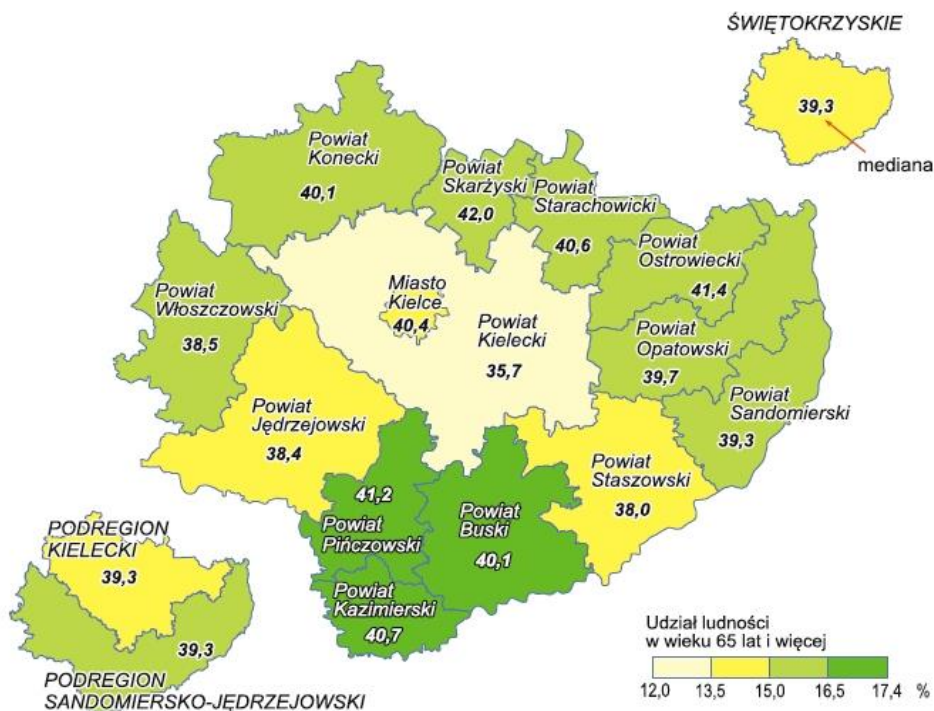 ŚWIĘTOKRZYSKIE
39,3
mediana
Powiat
Konecki
40,1
Powiat
Skarżyski
42,0
Powiat
Starachowicki
40,6
Powiat
Ostrowiecki
41,4
Powiat
Włoszczowski
38,5
Miasto
Kielce
40,4
Powiat
Kielecki
35,7
Powiat
Opatowski
39,7
Powiat
Sandomierski
39,3
Powiat
Jędrzejowski
38,4
Powiat
Staszowski
38,0
41,2
Powiat
Pińczowski
Powiat
Buski
40,1
Powiat
Kazimierski
40,7
PODREGION
KIELECKI
39,3
39,3
PODREGION
SANDOMIERSKO-JĘDRZEJOWSKI
Udział ludności
w wieku 65 lat i więcej
12,0 13,5 15,0 16,5 17,4 %